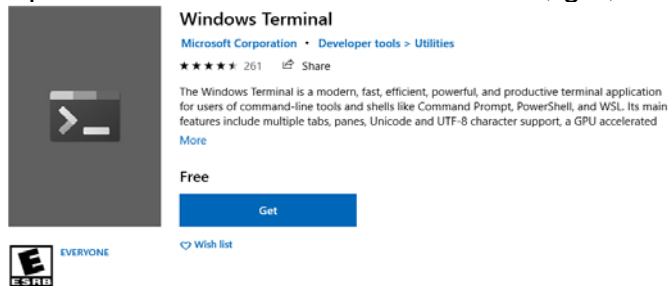 Windows Terminal
Microsoft Corporation • Developer tools > Utilities
261 Share
The Windows Terminal is a modern, fast, efficient, powerful, and productive terminal application
for users of command-line tools and shells like Command Prompt, PowerShell, and WSL. Its main
features include multiple tabs, panes, Unicode and UTF-8 character support, a GPU accelerated
More
Free
Get
Wish list
E
EVERYONE
ESRB